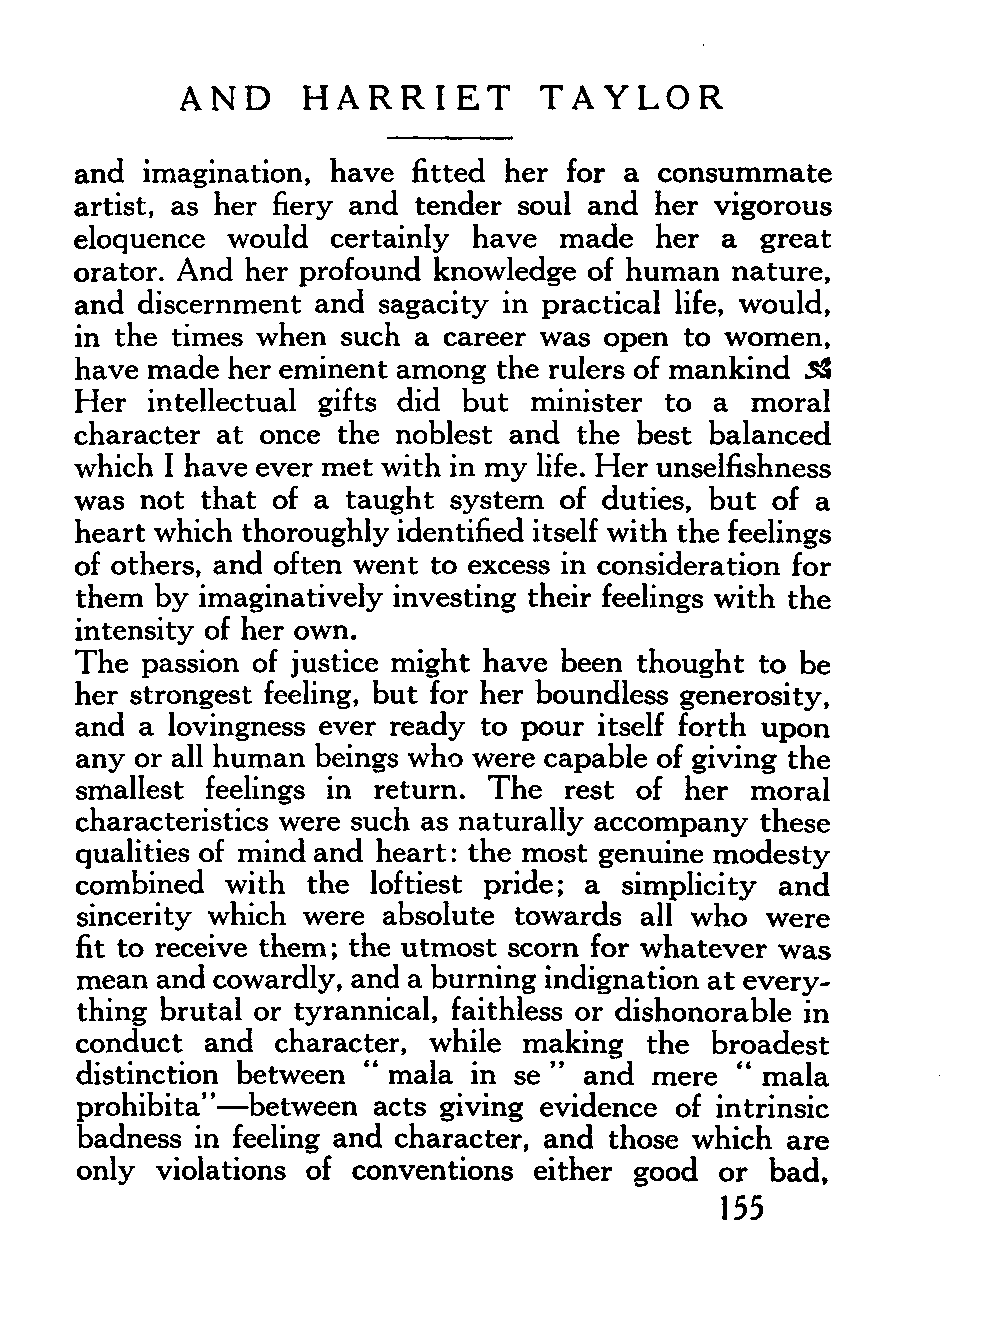 AND HARRIET TAYLOR
and imagination, have fitted her for a consummate
artist, as her fiery and tender soul and her vigorous
eloquence would certainly have made her a great
orator. And her profound knowledge of human nature,
and discernment and sagacity in practical life, would,
in the times when such a career was open to women,
have made her eminent among the rulers of mankind
Her intellectual gifts did but minister to a moral
character at once the noblest and the best balanced
which I have ever met with in my life. Her unselfishness
was not that of a taught system of duties, but of a
heart which thoroughly identified itself with the feelings
of others, and often went to excess in consideration for
them by imaginatively investing their feelings with the
intensity of her own.
The passion of justice might have been thought to be
her strongest feeling, but for her boundless generosity,
and a lovingness ever ready to pour itself forth upon
any or all human beings who were capable of giving the
smallest feelings in return. The rest of her moral
characteristics were such as naturally accompany these
qualities of mind and heart: the most genuine modesty
combined with the loftiest pride; a simplicity and
sincerity which were absolute towards all who were
fit to receive them; the utmost scorn for whatever was
mean and cowardly, and a burning indignation at every-
thing brutal or tyrannical, faithless or dishonorable in
conduct and character, while making the broadest
distinction between “mala in se” and mere “mala
prohibita”—between acts giving evidence of intrinsic
badness in feeling and character, and those which are
only violations of conventions either good or bad,
155